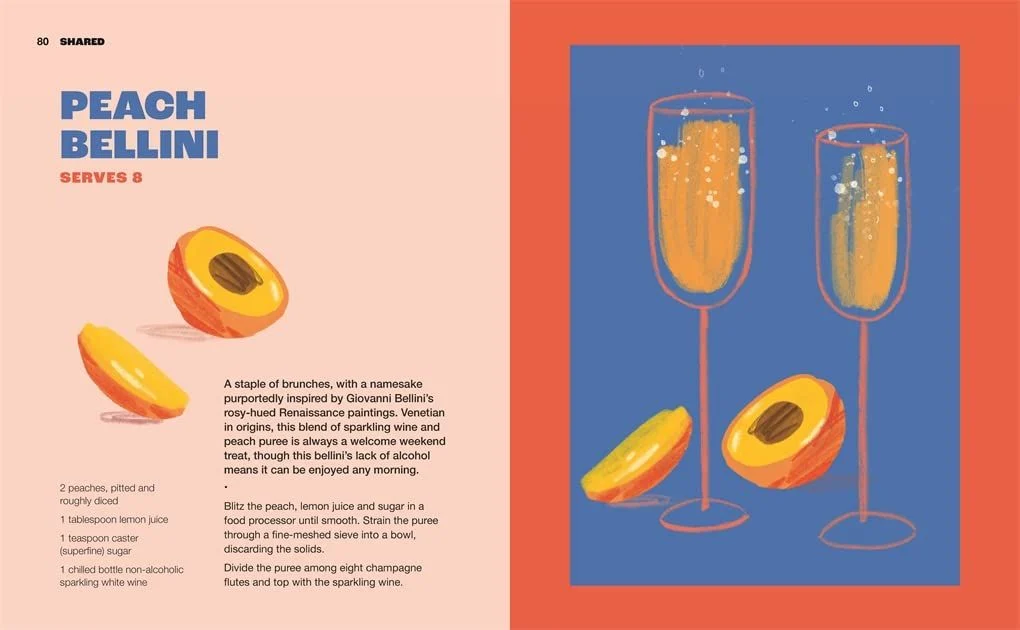 80 SHARED
PEACH
BELLINI
SERVES 8
A staple of brunches, with a namesake
purportedly inspired by Giovanni Bellini's
rosy-hued Renaissance paintings. Venetian
in origins, this blend of sparkling wine and
peach puree is always a welcome weekend
treat, though this bellini's lack of alcohol
means it can be enjoyed any morning.
•
2 peaches, pitted and
roughly diced
1 tablespoon lemon juice
1 teaspoon caster
(superfine) sugar
1 chilled bottle non-alcoholic
sparkling white wine
Blitz the peach, lemon juice and sugar in a
food processor until smooth. Strain the puree
through a fine-meshed sieve into a bowl,
discarding the solids.
Divide the puree among eight champagne
flutes and top with the sparkling wine.